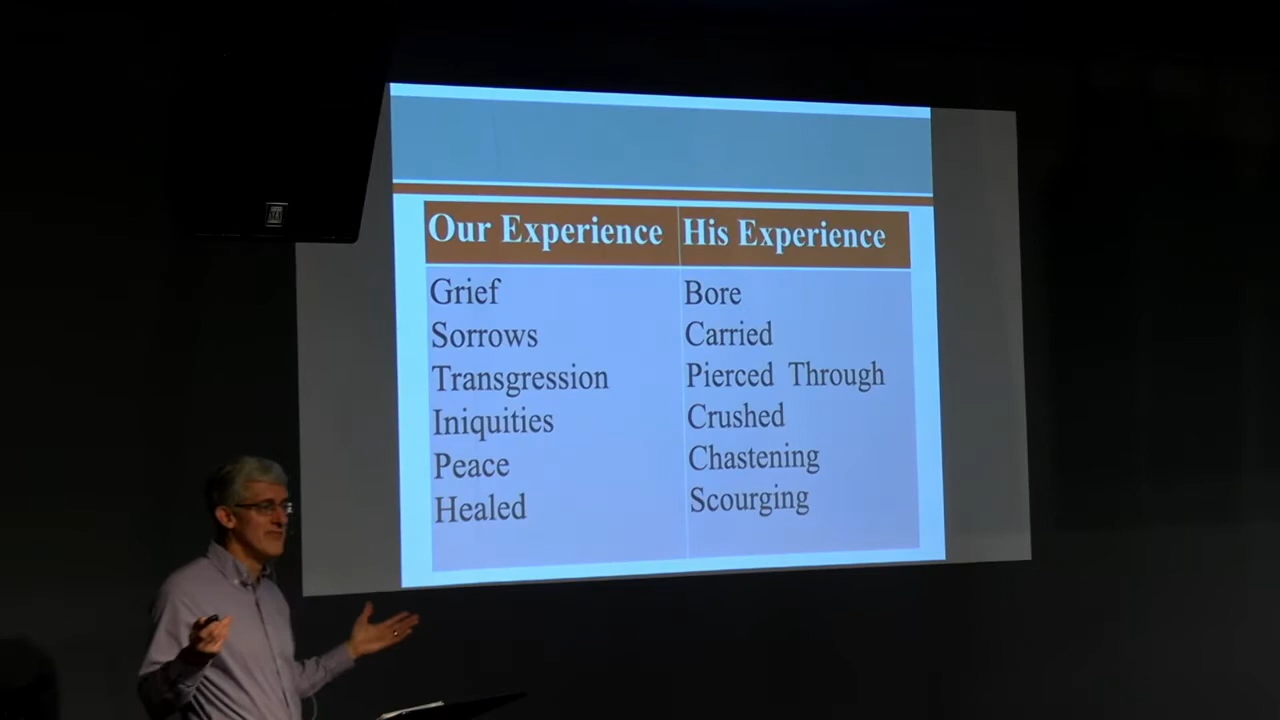 Our Experience His Experience
Grief Bore
Sorrows Carried
Transgression Pierced Through
Iniquities Crushed
Peace Chastening
Healed Scourging